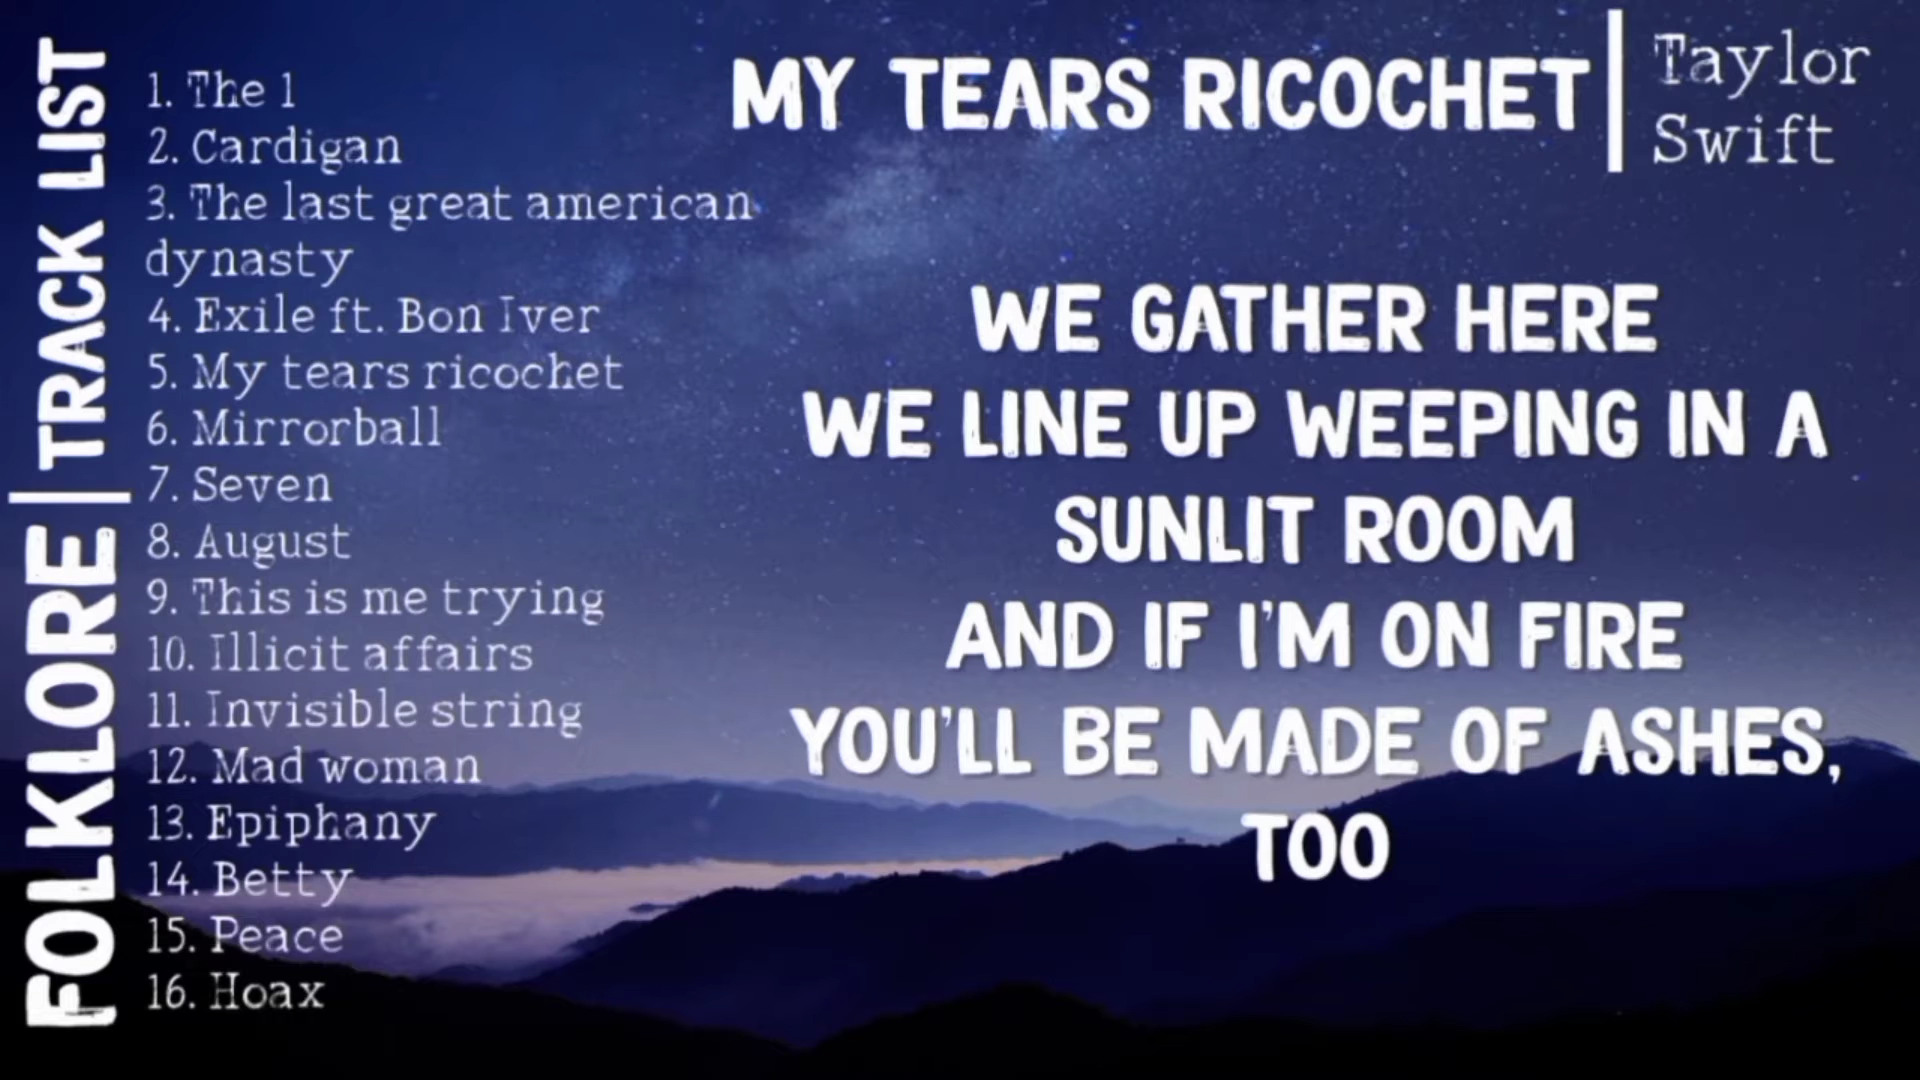 FOLKLORE | TRACK LIST
1. The 1
2. Cardigan
3. The last great american
dynasty
4. Exile ft. Bon Iver
5. My tears ricochet
6. Mirrorball
7. Seven
8. August
9. This is me trying
10. Illicit affairs
11. Invisible string
12. Mad woman
13. Epiphany
14. Betty
15. Peace
16. Hoax
MY TEARS RICOCHET |
Taylor
Swift
WE GATHER HERE
WE LINE UP WEEPING IN A
SUNLIT ROOM
AND IF I'M ON FIRE
YOU'LL BE MADE OF ASHES,
TOO